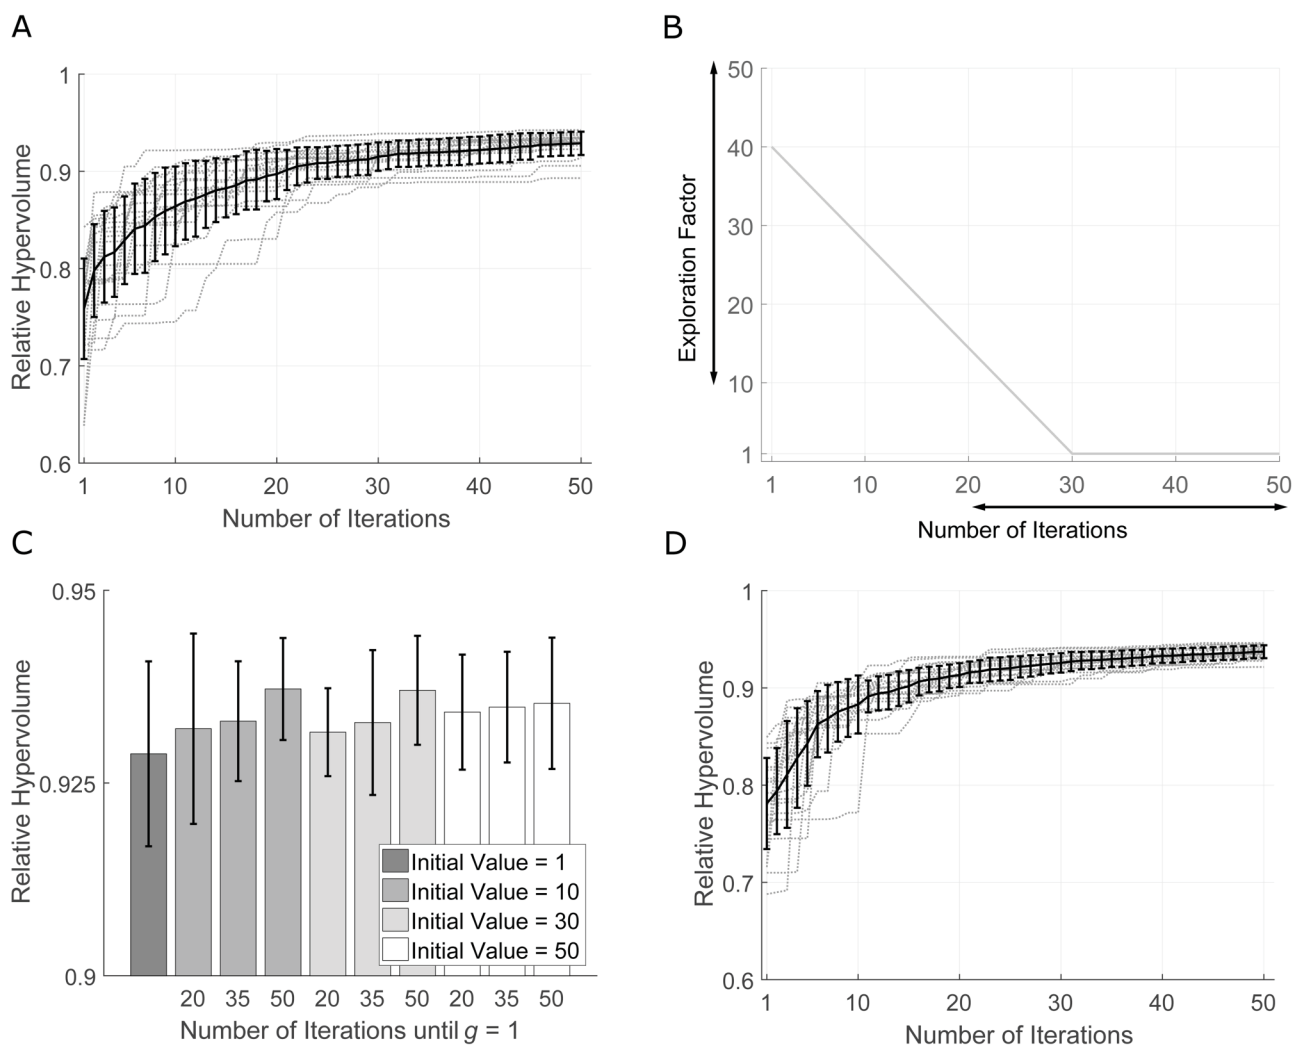 A
Relative Hypervolume
1
0.9
0.8
0.7
0.6
1 10 20 30 40 50
Number of Iterations
B
Exploration Factor
50
40
30
20
10
1
1 10 20 30 40 50
Number of Iterations
C
Relative Hypervolume
0.95
0.925
0.9
Initial Value = 1
Initial Value = 10
Initial Value = 30
Initial Value = 50
20 35 50 20 35 50 20 35 50
Number of Iterations until g = 1
D
Relative Hypervolume
1
0.9
0.8
0.7
0.6
1 10 20 30 40 50
Number of Iterations